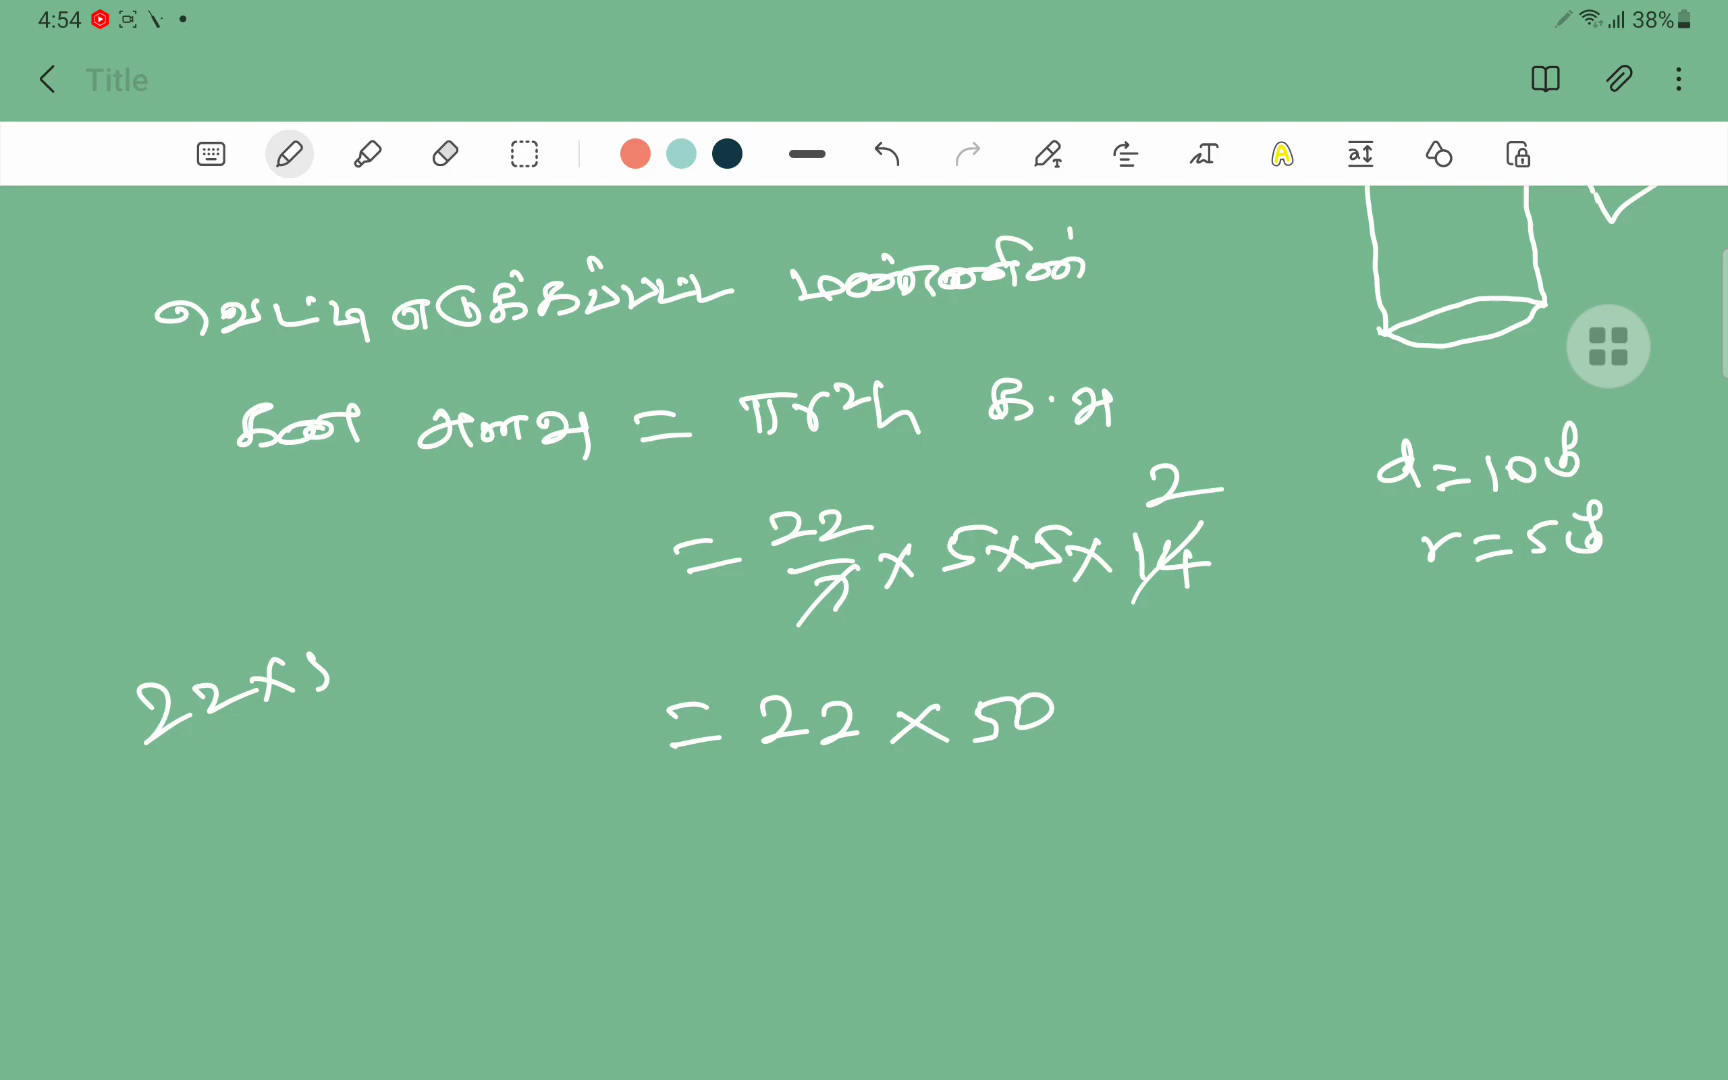 4:54
38%
Title
வெட்டி எடுக்கப்பட்ட மண்ணின்
கன அளவு = πr²h க.அ
d = 10மீ
2
= 22/7 × 5 × 5 × 14
r = 5மீ
22 × 5
= 22 × 50